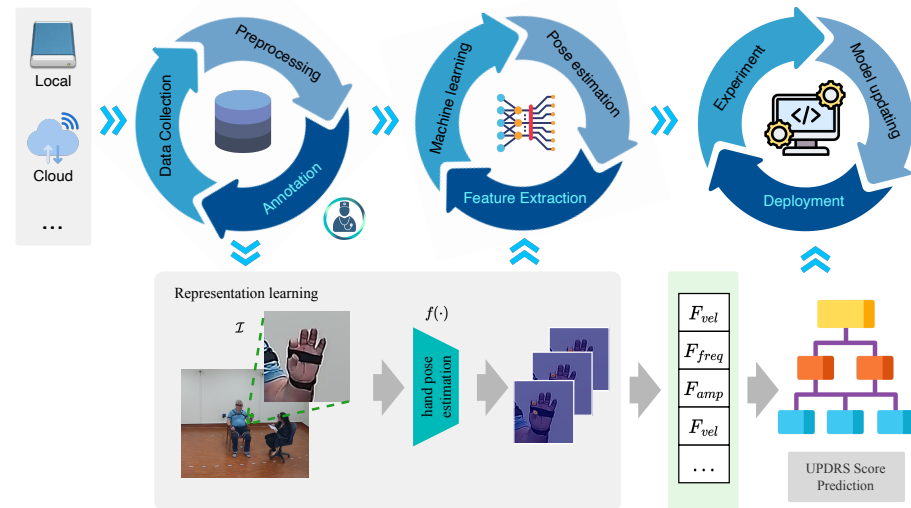 Local
Cloud
...
Data Collection
Preprocessing
Annotation
Machine learning
Pose estimation
Feature Extraction
Experiment
Model updating
</>
Deployment
Representation learning
𝓘
f(·)
hand pose
estimation
F_vel
F_freq
F_amp
F_vel
...
UPDRS Score
Prediction